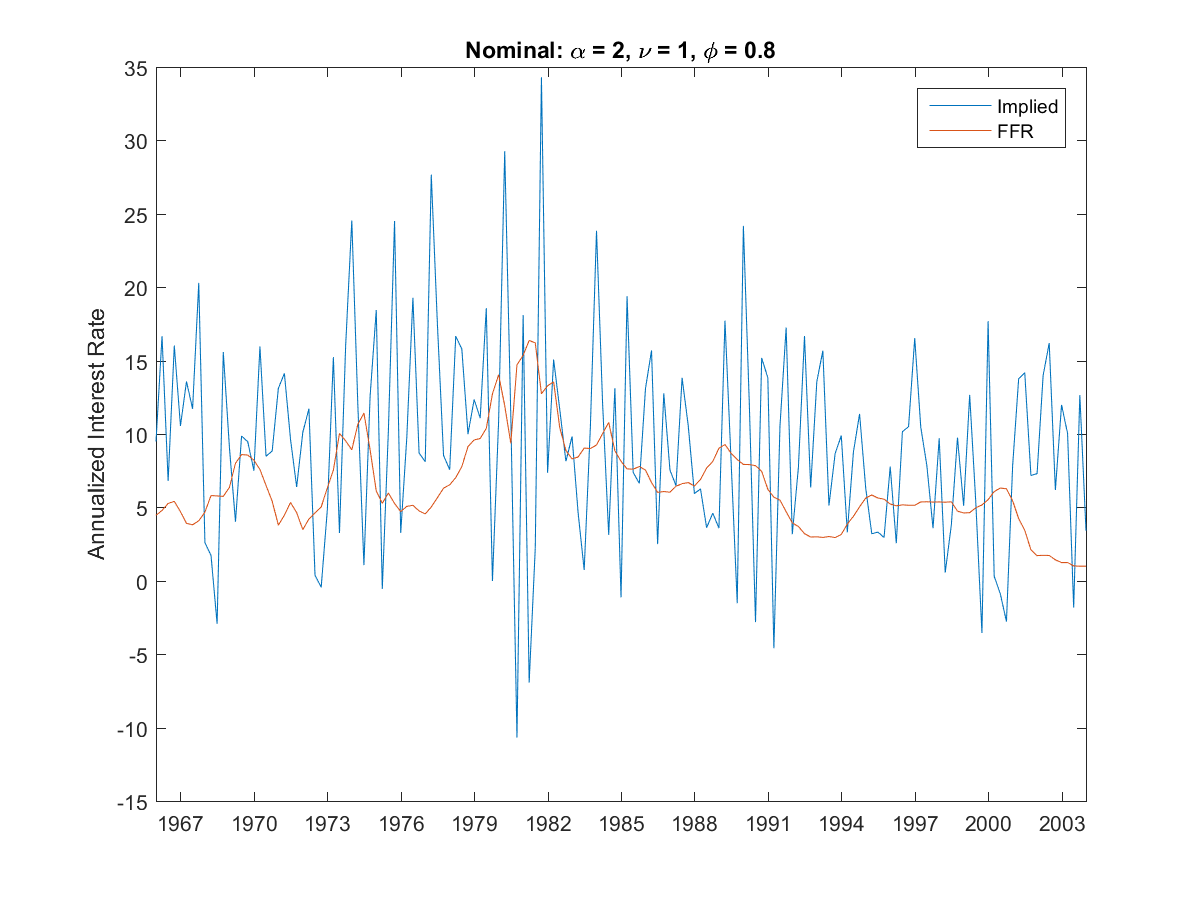 Nominal: α = 2, ν = 1, ϕ = 0.8
35
30
25
20
15
10
5
0
-5
-10
-15
Annualized Interest Rate
Implied
FFR
1967 1970 1973 1976 1979 1982 1985 1988 1991 1994 1997 2000 2003